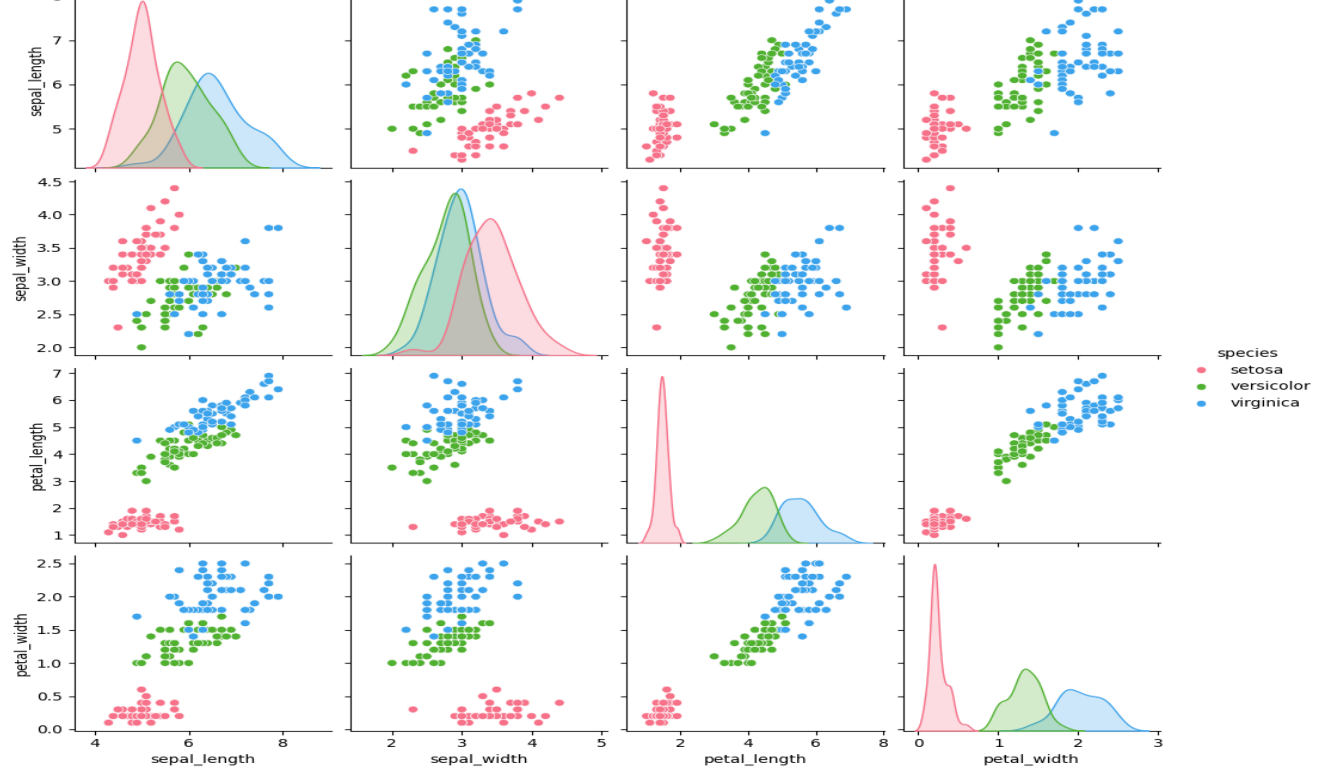 sepal_length
7
6
5
sepal_width
4.5
4.0
3.5
3.0
2.5
2.0
petal_length
7
6
5
4
3
2
1
petal_width
2.5
2.0
1.5
1.0
0.5
0.0
4 6 8
2 3 4 5
2 4 6 8
0 1 2 3
sepal_length sepal_width petal_length petal_width
species
setosa
versicolor
virginica